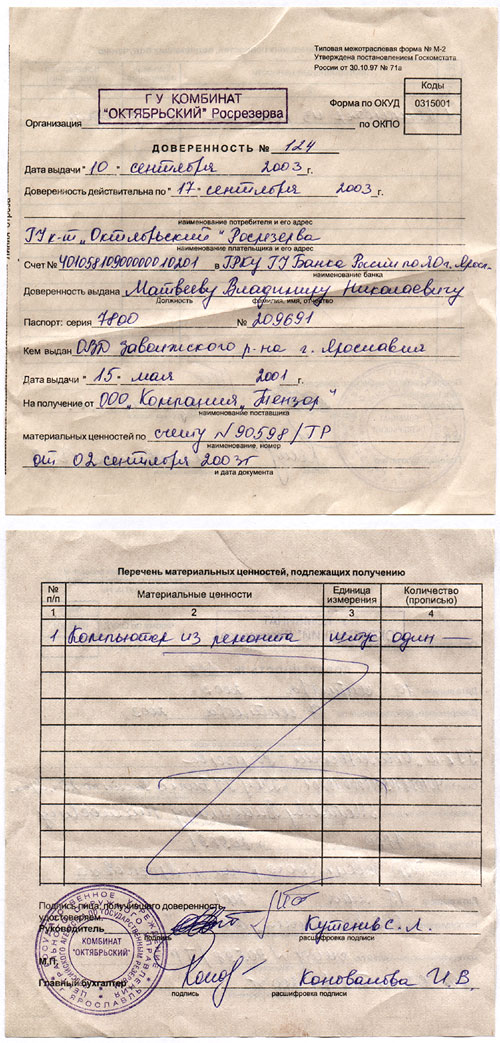 Типовая межотраслевая форма № М-2
Утверждена постановлением Госкомстата
России от 30.10.97 № 71а
Коды
Форма по ОКУД 0315001
ГУ КОМБИНАТ
"ОКТЯБРЬСКИЙ" Росрезерва
Организация
по ОКПО
ДОВЕРЕННОСТЬ № 124
Дата выдачи "10" сентября 2003 г.
Доверенность действительна по "17" сентября 2003 г.
наименование потребителя и его адрес
ГУ к-т "Октябрьский" Росрезерва
наименование плательщика и его адрес
Счет № 40105810900000010201 в ГРКЦ ГУ Банка России по ЯО г. Яросл.
наименование банка
Доверенность выдана Матвееву Владимиру Николаевичу
Должность фамилия, имя, отчество
Паспорт: серия 7800 № 209691
Кем выдан ОВД Заволжского р-на г. Ярославля
Дата выдачи "15" мая 2001 г.
На получение от ООО "Компания "Тензор"
наименование поставщика
материальных ценностей по счету №90598/ТР
наименование, номер
от 02 сентября 2003г
и дата документа
Перечень материальных ценностей, подлежащих получению
№ п/п Материальные ценности Единица измерения Количество (прописью)
1 2 3 4
1 Компьютер из ремонта штук один —
Подпись лица, получившего доверенность
удостоверяем
Руководитель Кутенев С. Л.
подпись расшифровка подписи
КОМБИНАТ
"ОКТЯБРЬСКИЙ"
М.П.
Главный бухгалтер Конов Коновалова И. В.
подпись расшифровка подписи